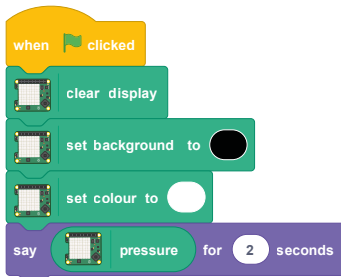 when clicked
clear display
set background to
set colour to
say pressure for 2 seconds